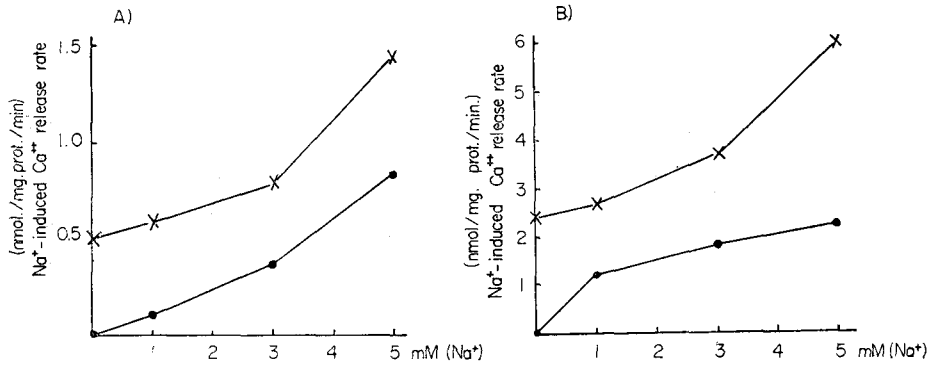 A)
(nmol./mg.prot./min)
Na⁺-induced Ca⁺⁺ release rate
1.5
1.0
0.5
1 2 3 4 5 mM (Na⁺)
B)
(nmol/mg. prot./min.)
Na⁺-induced Ca⁺⁺ release rate
6
5
4
3
2
1
1 2 3 4 5 mM (Na⁺)